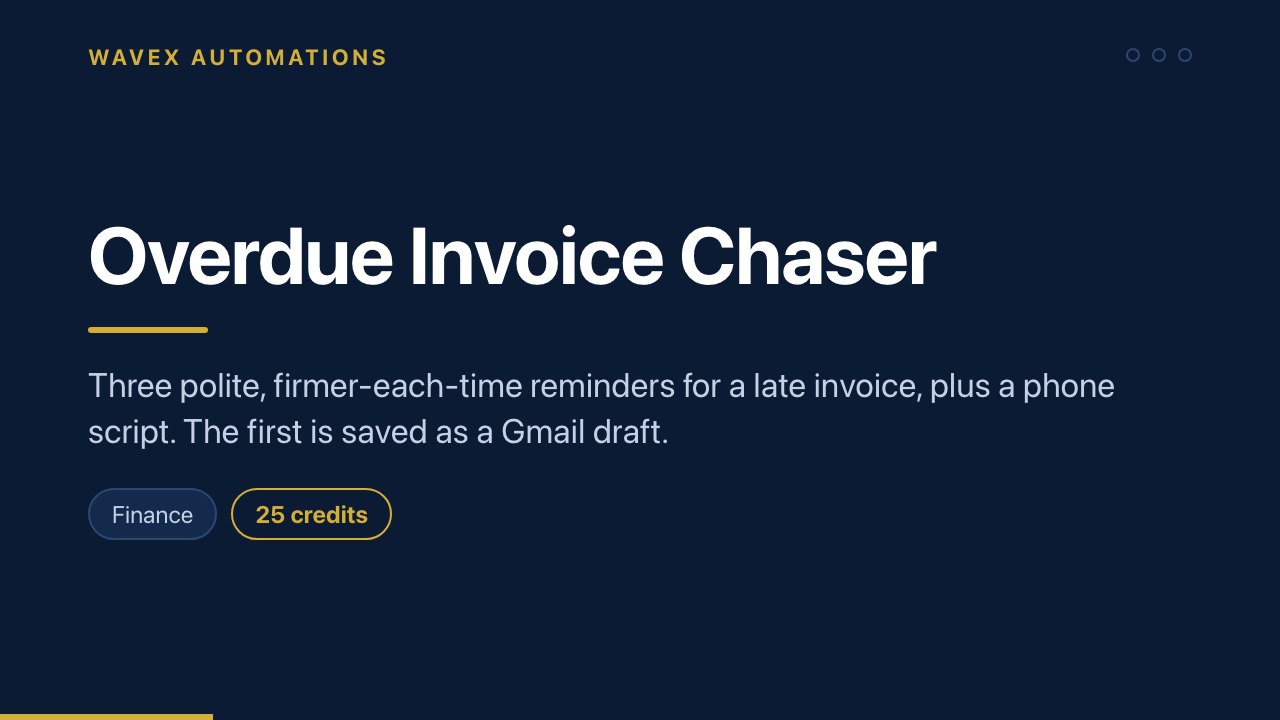 WAVEX AUTOMATIONS
Overdue Invoice Chaser
Three polite, firmer-each-time reminders for a late invoice, plus a phone
script. The first is saved as a Gmail draft.
Finance
25 credits